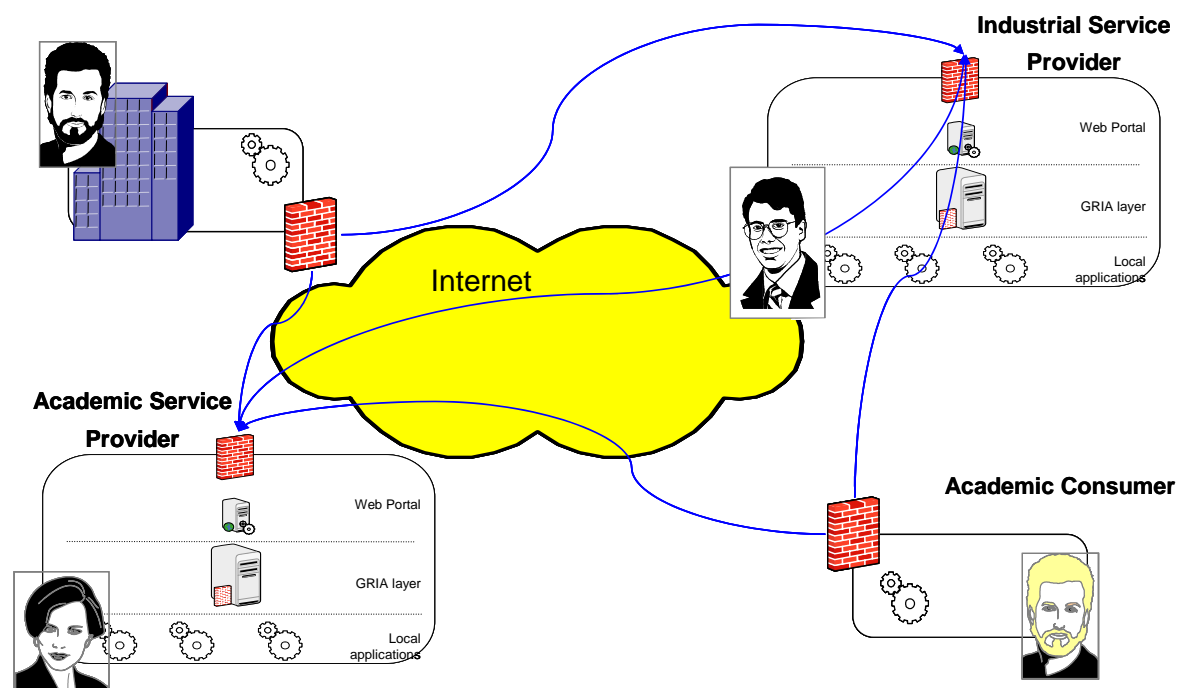 Industrial Service
Provider
Web Portal
GRIA layer
Local
applications
Internet
Academic Service
Provider
Web Portal
GRIA layer
Local
applications
Academic Consumer